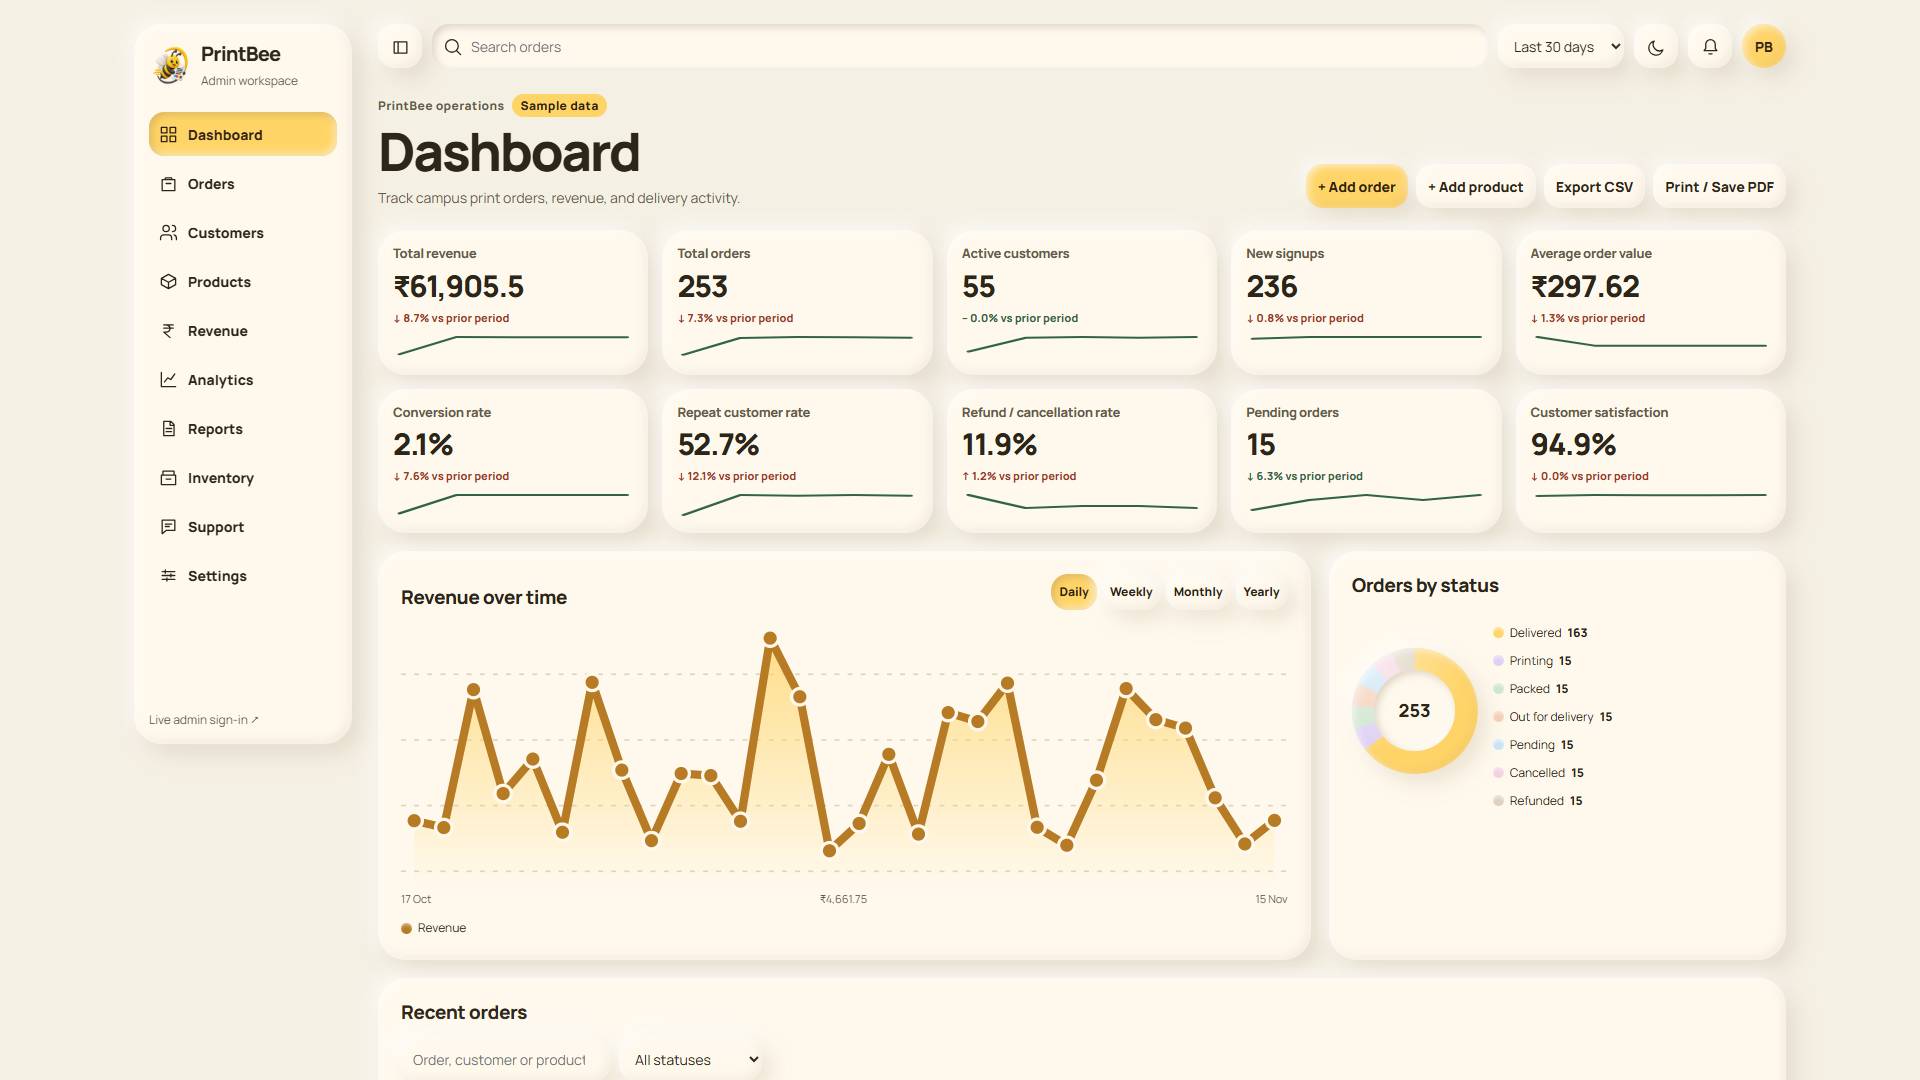 PrintBee
Admin workspace
Dashboard
Orders
Customers
Products
Revenue
Analytics
Reports
Inventory
Support
Settings
Live admin sign-in ↗
Search orders
Last 30 days
PB
PrintBee operations
Sample data
Dashboard
Track campus print orders, revenue, and delivery activity.
+ Add order
+ Add product
Export CSV
Print / Save PDF
Total revenue
₹61,905.5
↓ 8.7% vs prior period
Total orders
253
↓ 7.3% vs prior period
Active customers
55
– 0.0% vs prior period
New signups
236
↓ 0.8% vs prior period
Average order value
₹297.62
↓ 1.3% vs prior period
Conversion rate
2.1%
↓ 7.6% vs prior period
Repeat customer rate
52.7%
↓ 12.1% vs prior period
Refund / cancellation rate
11.9%
↑ 1.2% vs prior period
Pending orders
15
↓ 6.3% vs prior period
Customer satisfaction
94.9%
↓ 0.0% vs prior period
Revenue over time
Daily
Weekly
Monthly
Yearly
17 Oct
₹4,661.75
15 Nov
Revenue
Orders by status
253
Delivered 163
Printing 15
Packed 15
Out for delivery 15
Pending 15
Cancelled 15
Refunded 15
Recent orders
Order, customer or product
All statuses